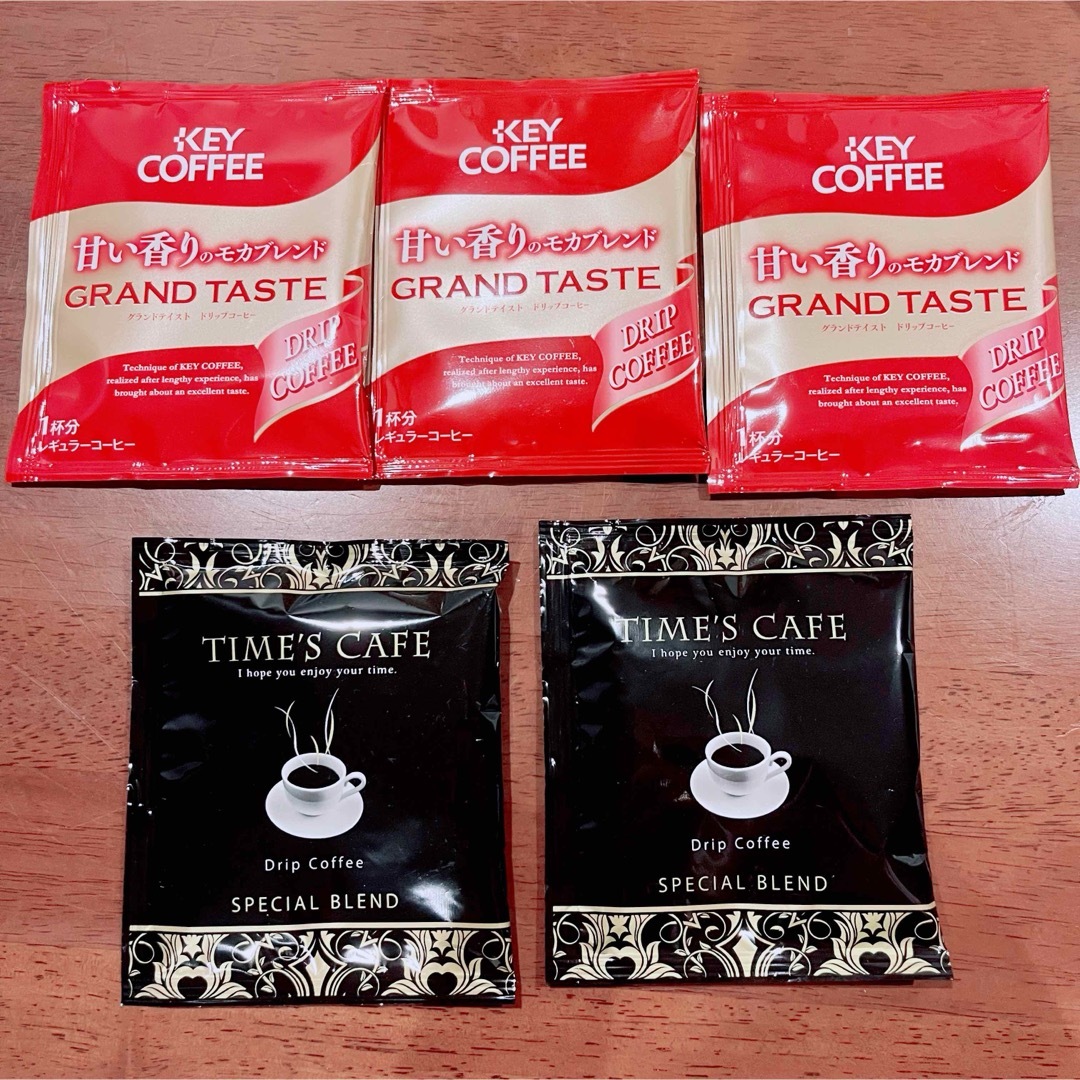 KEY
COFFEE
甘い香りのモカブレンド
GRAND TASTE
グランドテイスト ドリップコーヒー
DRIP
COFFEE
Technique of KEY COFFEE,
realized after lengthy experience, has
brought about an excellent taste.
1杯分
レギュラーコーヒー
KEY
COFFEE
甘い香りのモカブレンド
GRAND TASTE
グランドテイスト ドリップコーヒー
DRIP
COFFEE
Technique of KEY COFFEE,
realized after lengthy experience, has
brought about an excellent taste.
1杯分
レギュラーコーヒー
KEY
COFFEE
甘い香りのモカブレンド
GRAND TASTE
グランドテイスト ドリップコーヒー
DRIP
COFFEE
Technique of KEY COFFEE,
realized after lengthy experience, has
brought about an excellent taste.
1杯分
レギュラーコーヒー
TIME'S CAFE
I hope you enjoy your time.
Drip Coffee
SPECIAL BLEND
TIME'S CAFE
I hope you enjoy your time.
Drip Coffee
SPECIAL BLEND